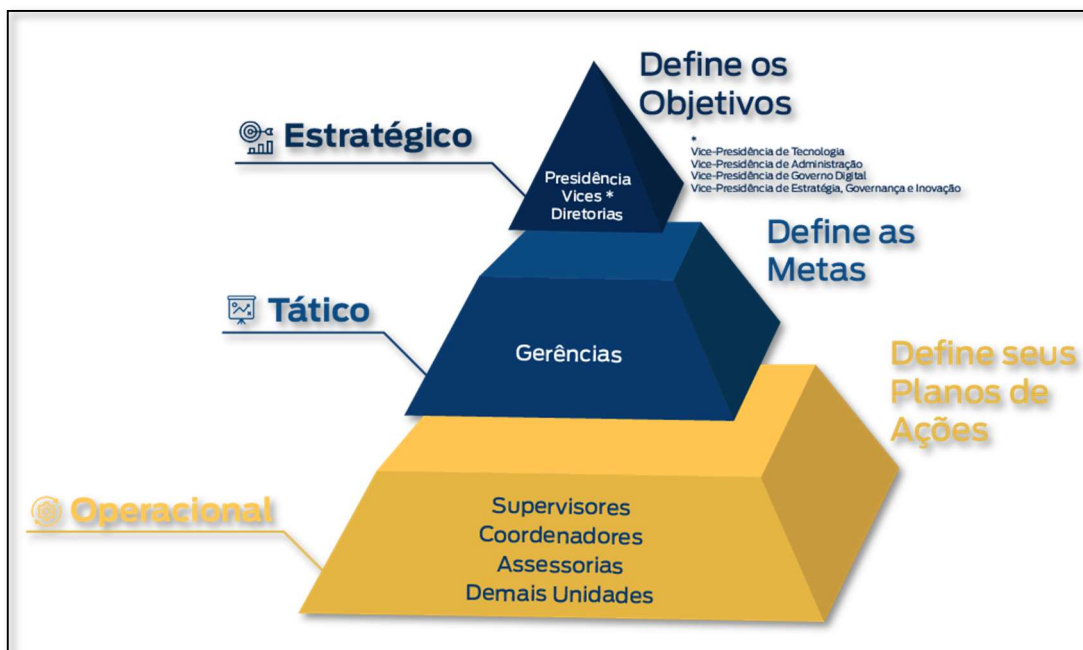 Define os
Objetivos
Estratégico
*
Vice-Presidência de Tecnologia
Vice-Presidência de Administração
Vice-Presidência de Governo Digital
Vice-Presidência de Estratégia, Governança e Inovação
Presidência
Vices *
Diretorias
Define as
Metas
Tático
Gerências
Define seus
Planos de
Ações
Operacional
Supervisores
Coordenadores
Assessorias
Demais Unidades